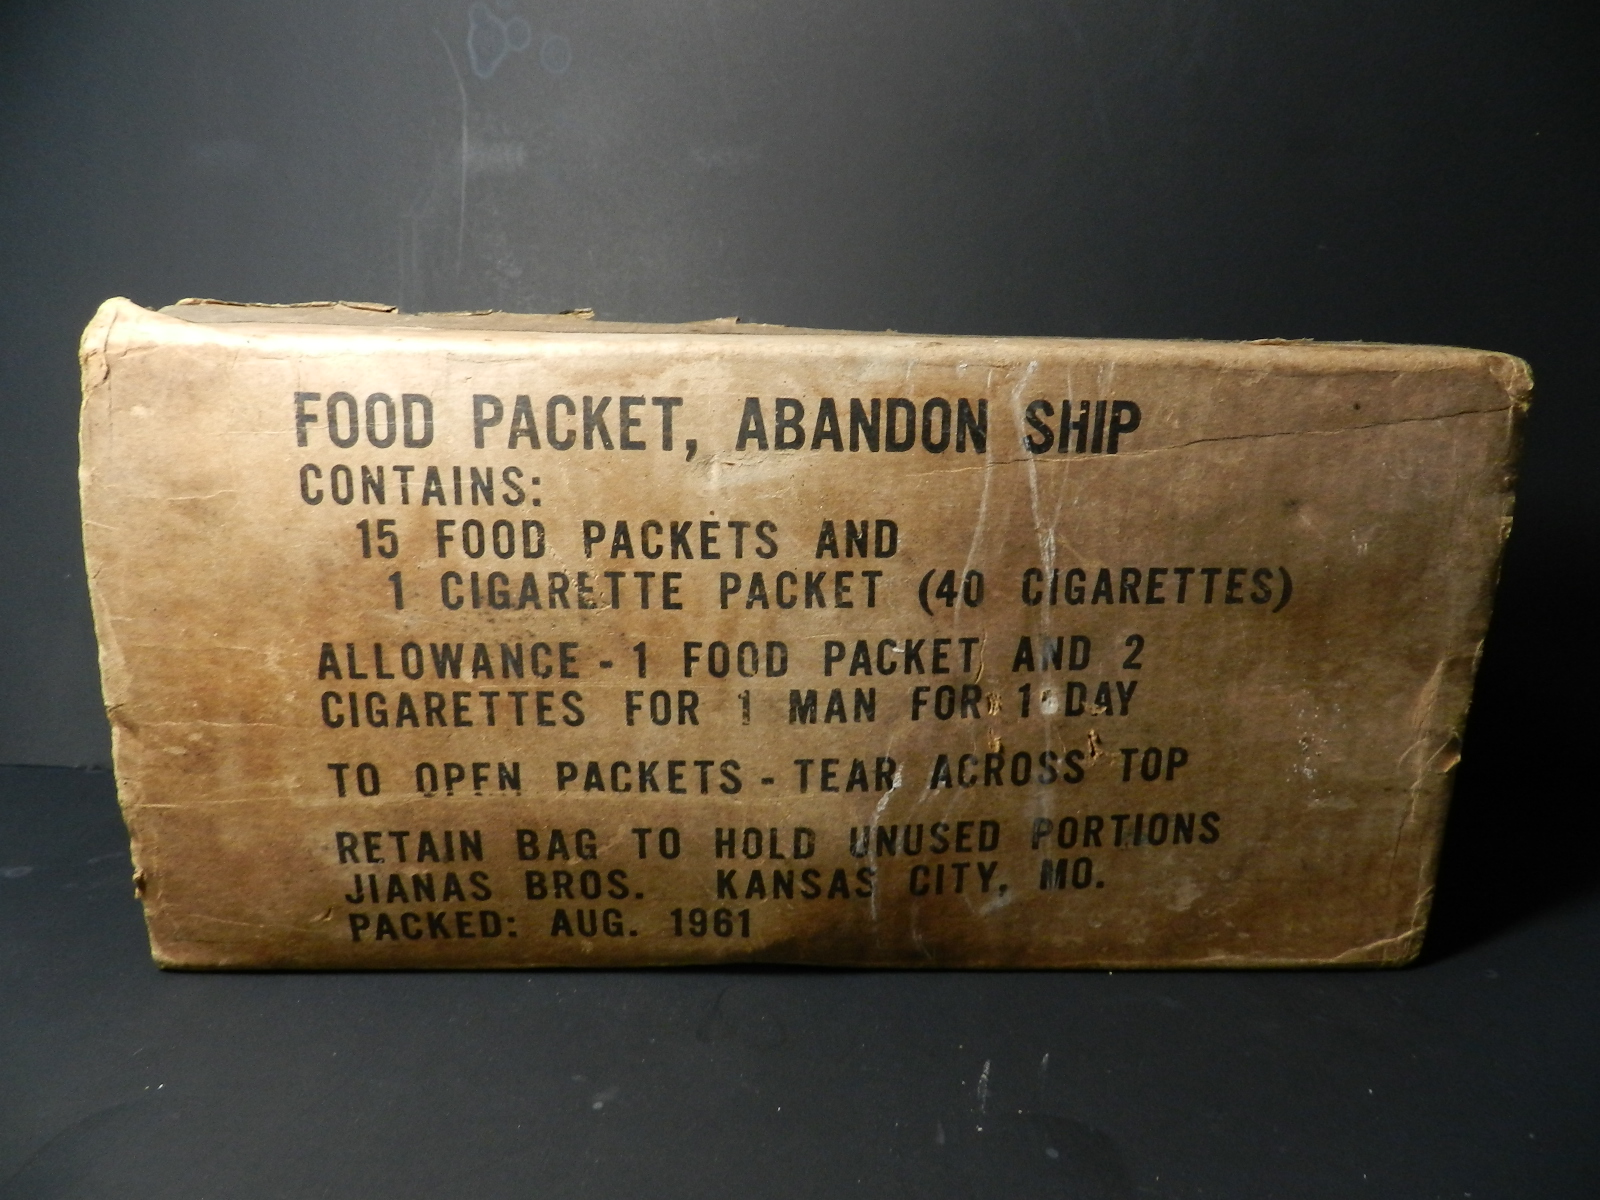 FOOD PACKET, ABANDON SHIP
CONTAINS:
15 FOOD PACKETS AND
1 CIGARETTE PACKET (40 CIGARETTES)
ALLOWANCE - 1 FOOD PACKET AND 2
CIGARETTES FOR 1 MAN FOR 1 DAY
TO OPEN PACKETS - TEAR ACROSS TOP
RETAIN BAG TO HOLD UNUSED PORTIONS
JIANAS BROS. KANSAS CITY, MO.
PACKED: AUG. 1961